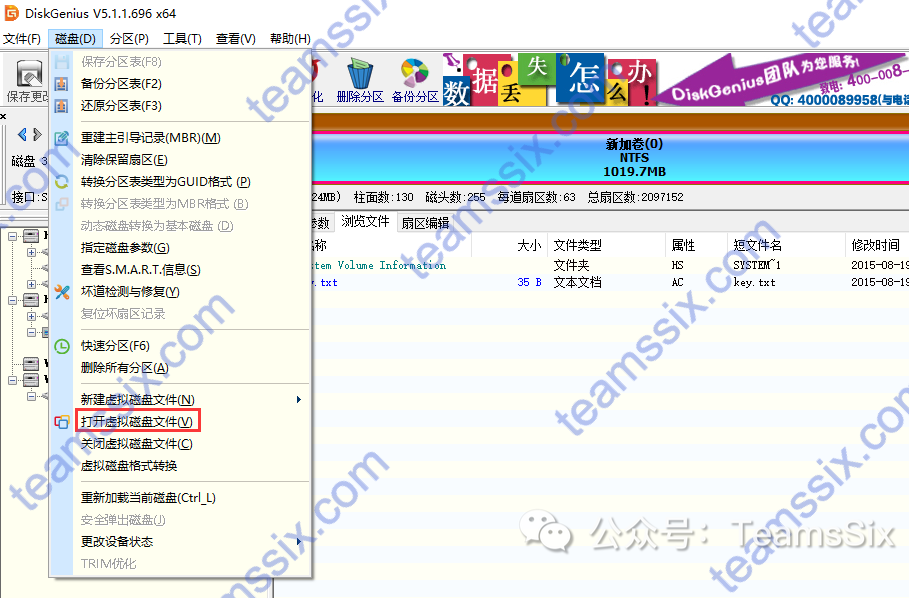 DiskGenius V5.1.1.696 x64
文件(F) 磁盘(D) 分区(P) 工具(T) 查看(V) 帮助(H)
保存更改
删除分区 备份分区
数据丢失怎么办!
DiskGenius团队为您服务!
致电: 400-008-
QQ: 4000089958(与电话
保存分区表(F8)
备份分区表(F2)
还原分区表(F3)
重建主引导记录(MBR)(M)
清除保留扇区(E)
转换分区表类型为GUID格式 (P)
转换分区表类型为MBR格式 (B)
动态磁盘转换为基本磁盘 (D)
指定磁盘参数(G)
查看S.M.A.R.T.信息(S)
坏道检测与修复(Y)
复位坏扇区记录
快速分区(F6)
删除所有分区(A)
新建虚拟磁盘文件(N)
打开虚拟磁盘文件(V)
关闭虚拟磁盘文件(C)
虚拟磁盘格式转换
重新加载当前磁盘(Ctrl_L)
安全弹出磁盘(J)
更改设备状态
TRIM优化
磁盘 3
接口:S
新加卷(0)
NTFS
1019.7MB
24MB) 柱面数:130 磁头数:255 每道扇区数:63 总扇区数:2097152
参数 浏览文件 扇区编辑
称 大小 文件类型 属性 短文件名 修改时间
stem Volume Information 文件夹 HS SYSTEM~1 2015-08-19
y.txt 35 B 文本文档 AC key.txt 2015-08-19
teamssix.com
公众号：TeamsSix